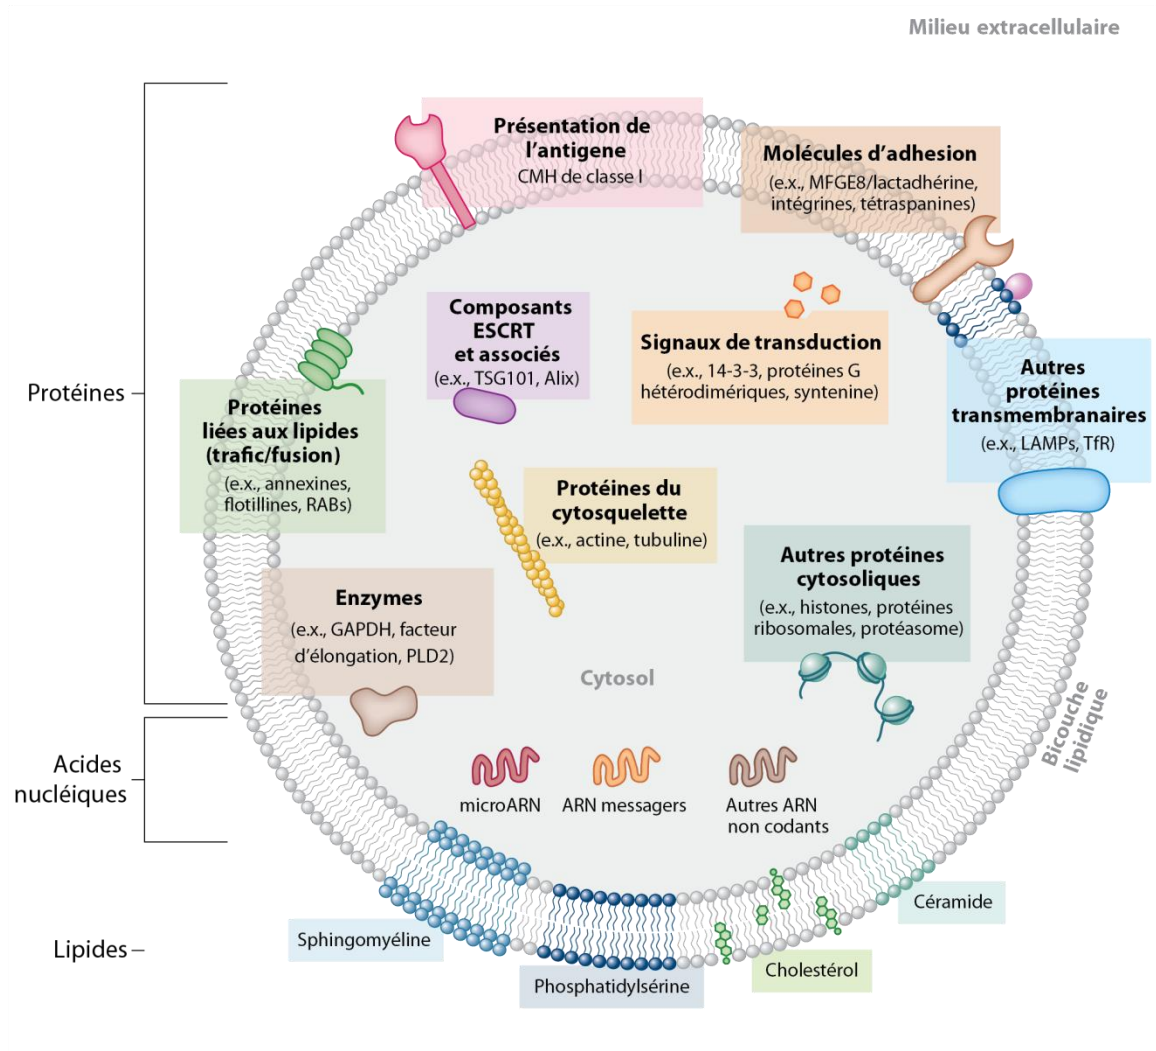 Milieu extracellulaire
Présentation de
l'antigene
CMH de classe I
Molécules d'adhesion
(e.x., MFGE8/lactadhérine,
intégrines, tétraspanines)
Composants
ESCRT
et associés
(e.x., TSG101, Alix)
Signaux de transduction
(e.x., 14-3-3, protéines G
hétérodimériques, syntenine)
Autres
protéines
transmembranaires
(e.x., LAMPs, TfR)
Protéines
Protéines
liées aux lipides
(trafic/fusion)
(e.x., annexines,
flotillines, RABs)
Protéines du
cytosquelette
(e.x., actine, tubuline)
Autres protéines
cytosoliques
(e.x., histones, protéines
ribosomales, protéasome)
Enzymes
(e.x., GAPDH, facteur
d'élongation, PLD2)
Cytosol
Bicouche
lipidique
Acides
nucléiques
microARN
ARN messagers
Autres ARN
non codants
Lipides
Sphingomyéline
Phosphatidylsérine
Cholestérol
Céramide